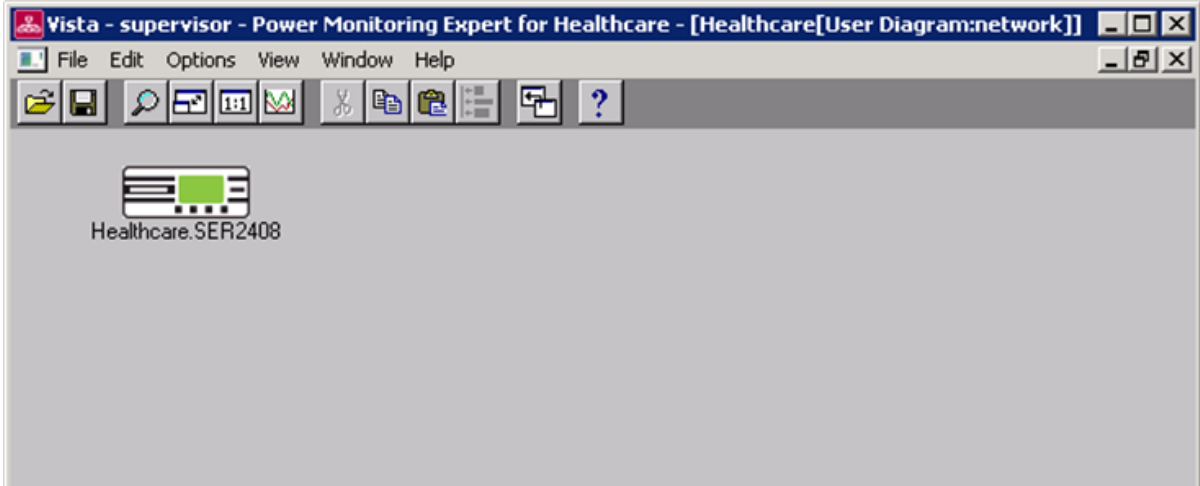 Vista - supervisor - Power Monitoring Expert for Healthcare - [Healthcare[User Diagram:network]]
File Edit Options View Window Help
1:1 ?
Healthcare.SER2408